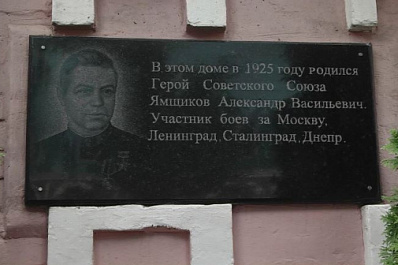 В этом доме в 1925 году родился
Герой Советского Союза
Ямщиков Александр Васильевич.
Участник боев за Москву,
Ленинград, Сталинград, Днепр.